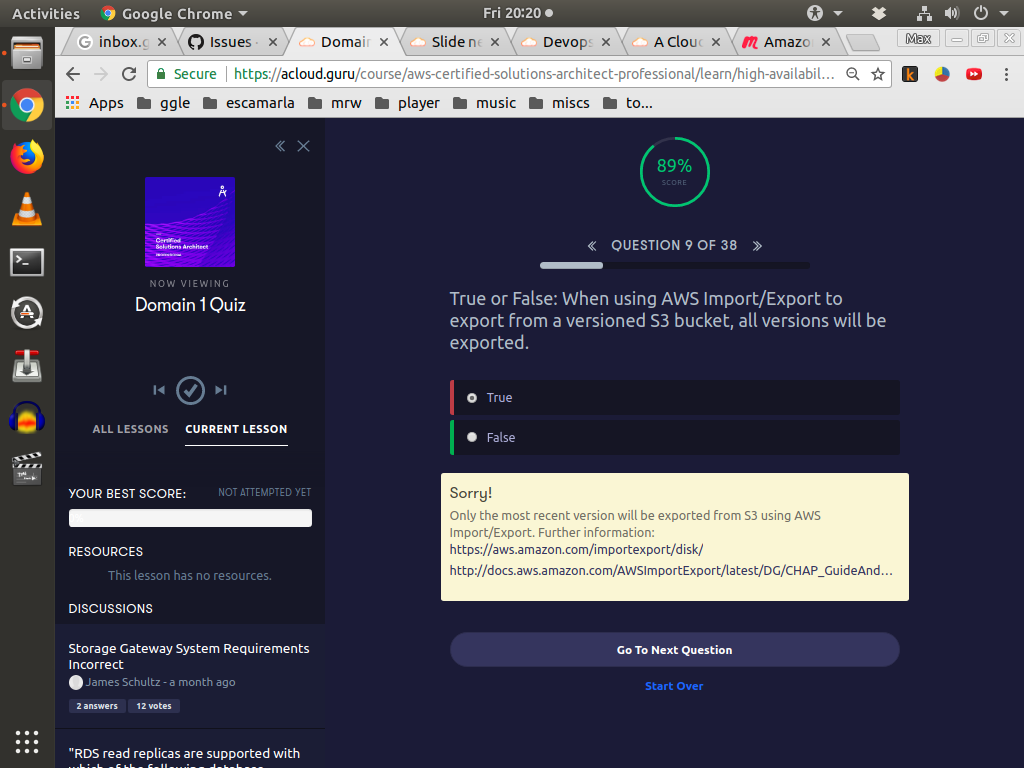 Activities
Google Chrome
Fri 20:20
inbox.g
Issues
Domain
Slide ne
Devops
A Clou
Amazo
Max
Secure
https://acloud.guru/course/aws-certified-solutions-architect-professional/learn/high-availabil...
Apps
ggle
escamarla
mrw
player
music
miscs
to...
Certified
Solutions Architect
NOW VIEWING
Domain 1 Quiz
ALL LESSONS
CURRENT LESSON
YOUR BEST SCORE:
NOT ATTEMPTED YET
RESOURCES
This lesson has no resources.
DISCUSSIONS
Storage Gateway System Requirements
Incorrect
James Schultz - a month ago
2 answers
12 votes
"RDS read replicas are supported with
which of the following database
89%
SCORE
QUESTION 9 OF 38
True or False: When using AWS Import/Export to
export from a versioned S3 bucket, all versions will be
exported.
True
False
Sorry!
Only the most recent version will be exported from S3 using AWS
Import/Export. Further information:
https://aws.amazon.com/importexport/disk/
http://docs.aws.amazon.com/AWSImportExport/latest/DG/CHAP_GuideAnd...
Go To Next Question
Start Over